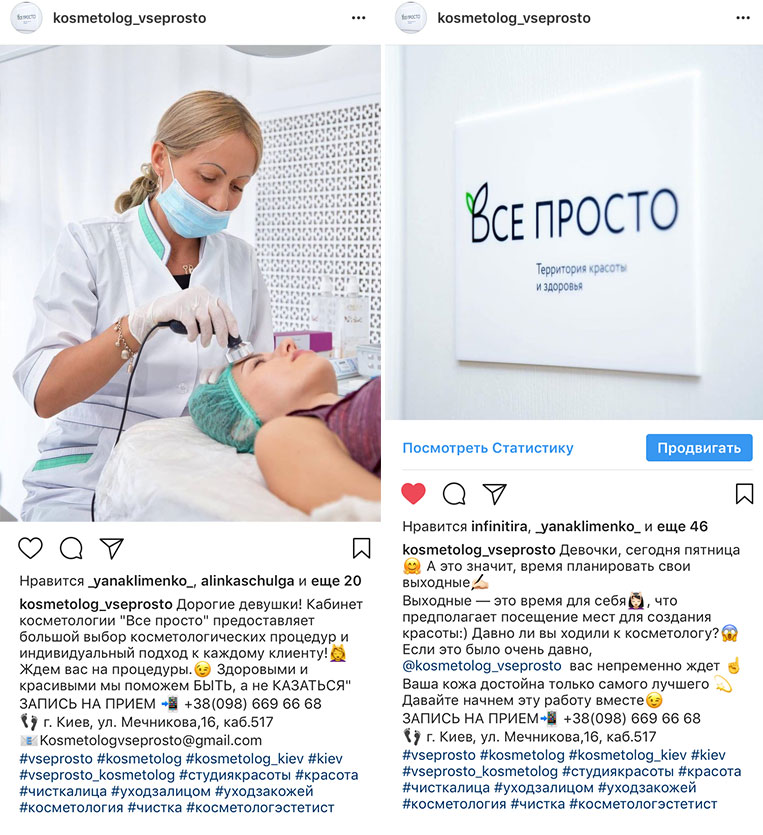 kosmetolog_vseprosto
Нравится _yanaklimenko_, alinkaschulga и еще 20
kosmetolog_vseprosto Дорогие девушки! Кабинет
косметологии "Все просто" предоставляет
большой выбор косметологических процедур и
индивидуальный подход к каждому клиенту!💆
Ждем вас на процедуры.😉 Здоровыми и
красивыми мы поможем БЫТЬ, а не КАЗАТЬСЯ"
ЗАПИСЬ НА ПРИЕМ 📲 +38(098) 669 66 68
👣 г. Киев, ул. Мечникова,16, каб.517
📧Kosmetologvseprosto@gmail.com
#vseprosto #kosmetolog #kosmetolog_kiev #kiev
#vseprosto_kosmetolog #студиякрасоты #красота
#чисткалица #уходзалицом #уходзакожей
#косметология #чистка #косметологэстетист
kosmetolog_vseprosto
ВСЕ ПРОСТО
Территория красоты
и здоровья
Посмотреть Статистику
Продвигать
Нравится infinitira, _yanaklimenko_ и еще 46
kosmetolog_vseprosto Девочки, сегодня пятница
🤗 А это значит, время планировать свои
выходные✍🏻
Выходные — это время для себя💆🏻, что
предполагает посещение мест для создания
красоты:) Давно ли вы ходили к косметологу?😱
Если это было очень давно,
@kosmetolog_vseprosto вас непременно ждет ☝
Ваша кожа достойна только самого лучшего 💫
Давайте начнем эту работу вместе😉
ЗАПИСЬ НА ПРИЕМ📲 +38(098) 669 66 68
👣 г. Киев, ул. Мечникова,16, каб.517
#vseprosto #kosmetolog #kosmetolog_kiev #kiev
#vseprosto_kosmetolog #студиякрасоты #красота
#чисткалица #уходзалицом #уходзакожей
#косметология #чистка #косметологэстетист